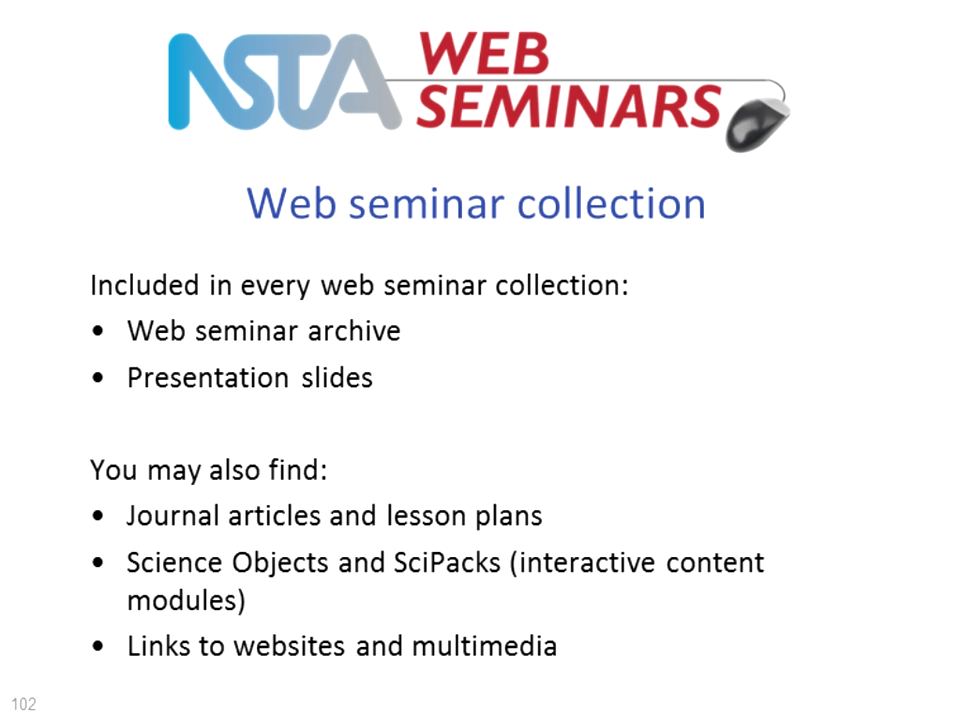 NSTA WEB
SEMINARS
Web seminar collection
Included in every web seminar collection:
• Web seminar archive
• Presentation slides
You may also find:
• Journal articles and lesson plans
• Science Objects and SciPacks (interactive content
modules)
• Links to websites and multimedia
102